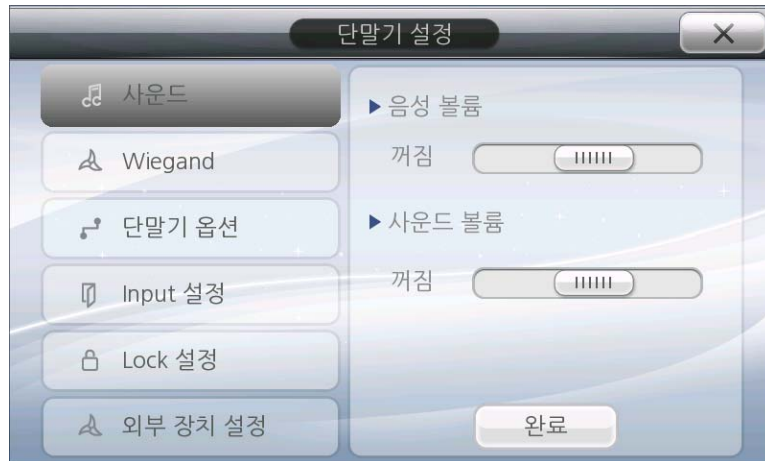 단말기 설정
사운드
Wiegand
단말기 옵션
Input 설정
Lock 설정
외부 장치 설정
음성 볼륨
꺼짐
사운드 볼륨
꺼짐
완료